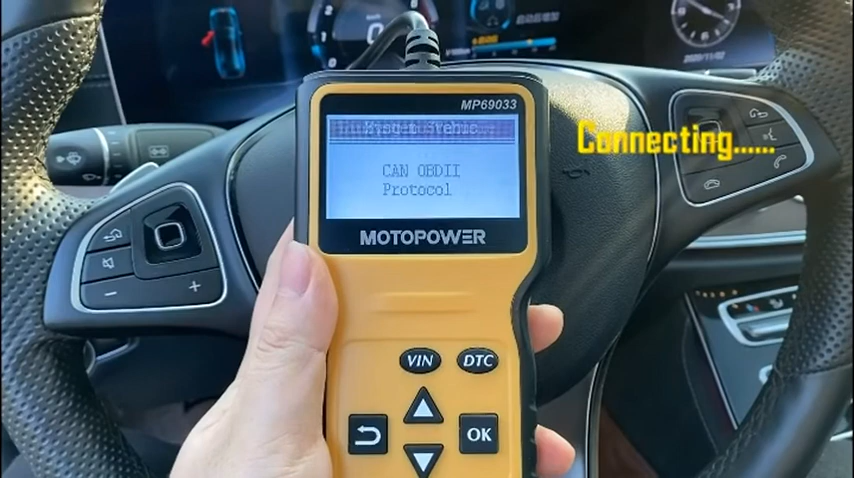 MP69033
CAN OBDII
Protocol
MOTOPOWER
Connecting......
VIN
DTC
OK